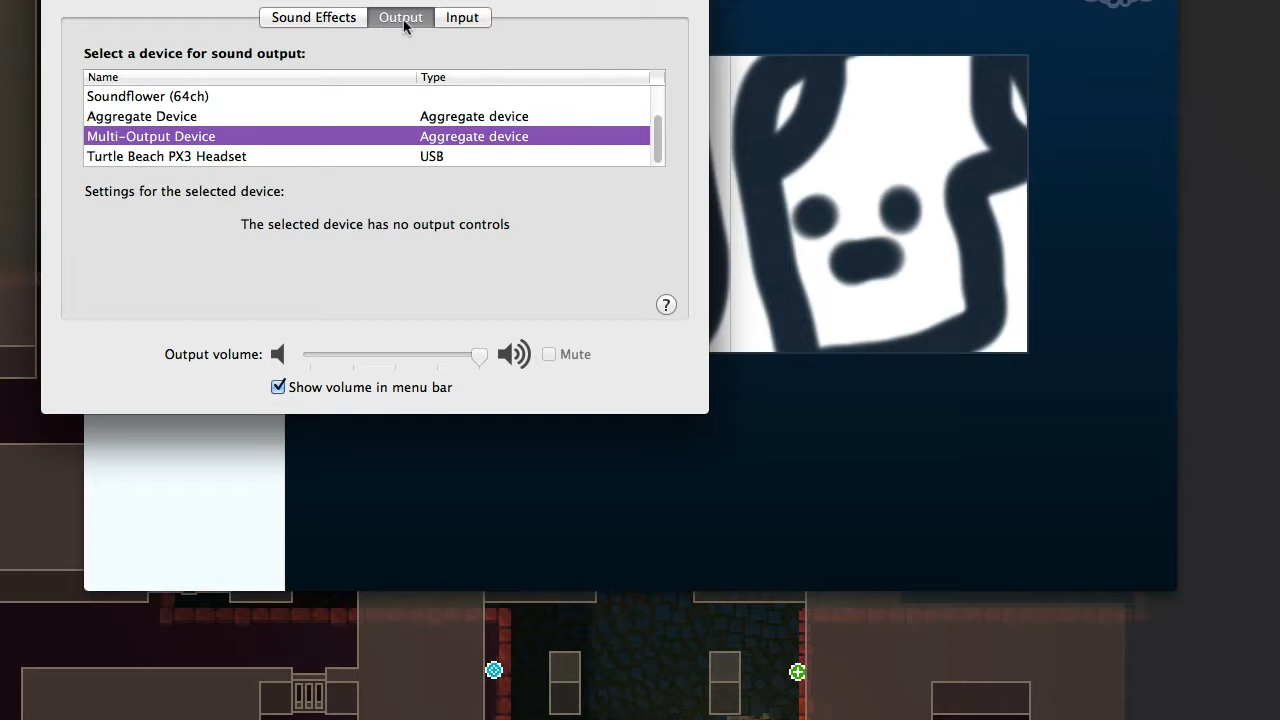 Sound Effects Output Input
Select a device for sound output:
Name Type
Soundflower (64ch)
Aggregate Device Aggregate device
Multi-Output Device Aggregate device
Turtle Beach PX3 Headset USB
Settings for the selected device:
The selected device has no output controls
?
Output volume: Mute
Show volume in menu bar